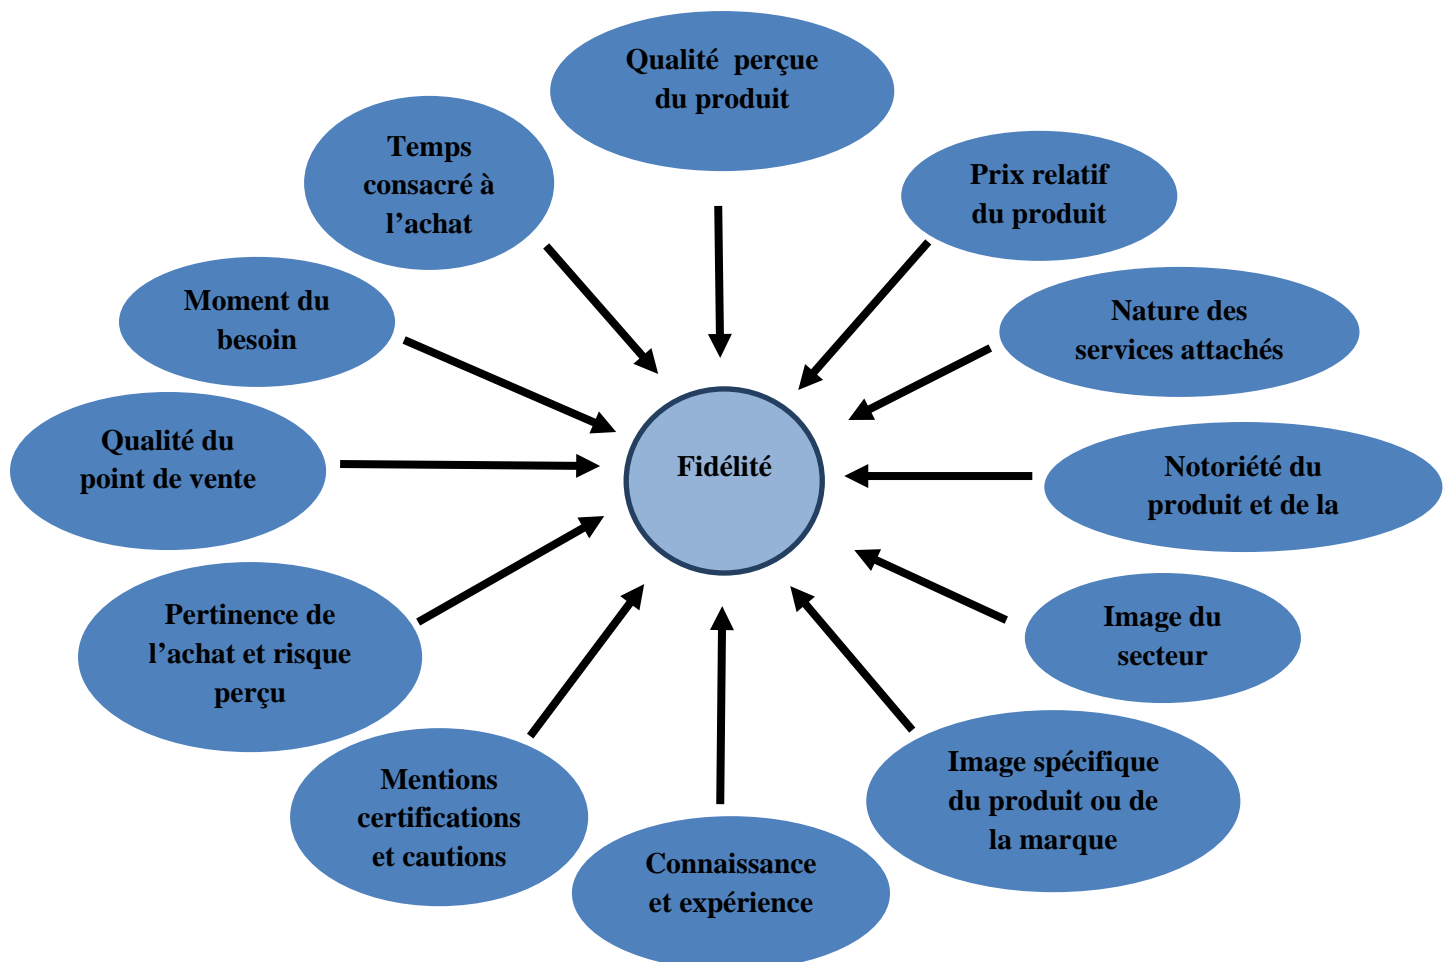 Qualité perçue
du produit
Prix relatif
du produit
Nature des
services attachés
Notoriété du
produit et de la
Image du
secteur
Image spécifique
du produit ou de
la marque
Connaissance
et expérience
Mentions
certifications
et cautions
Pertinence de
l’achat et risque
perçu
Qualité du
point de vente
Moment du
besoin
Temps
consacré à
l’achat
Fidélité